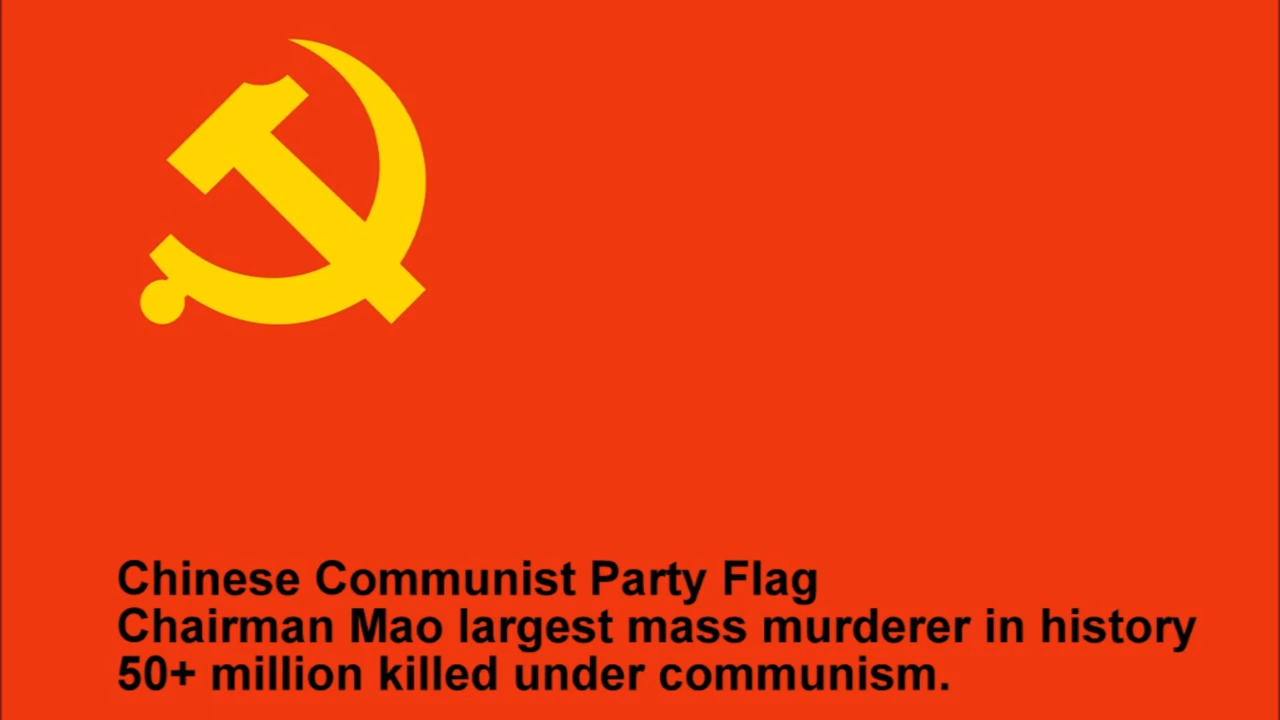 Chinese Communist Party Flag
Chairman Mao largest mass murderer in history
50+ million killed under communism.